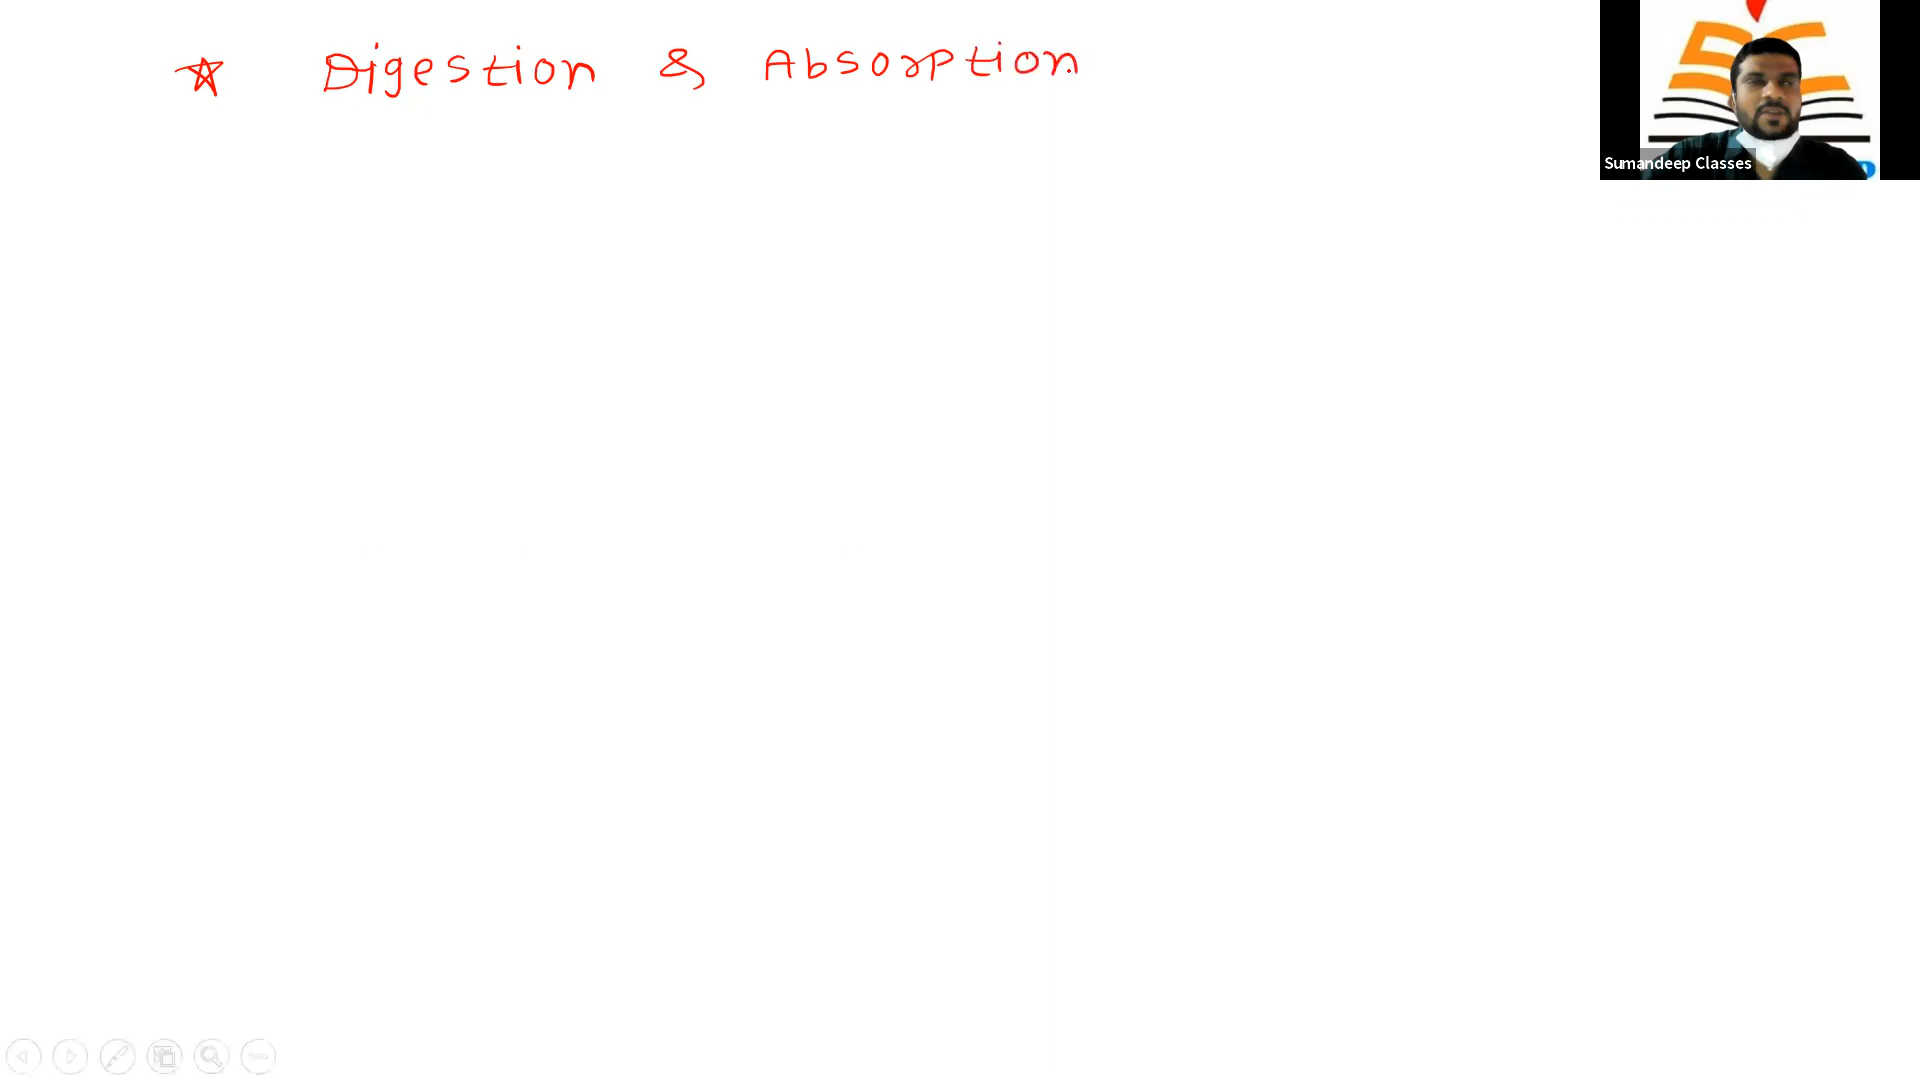 ☆ Digestion & Absorption
Sumandeep Classes